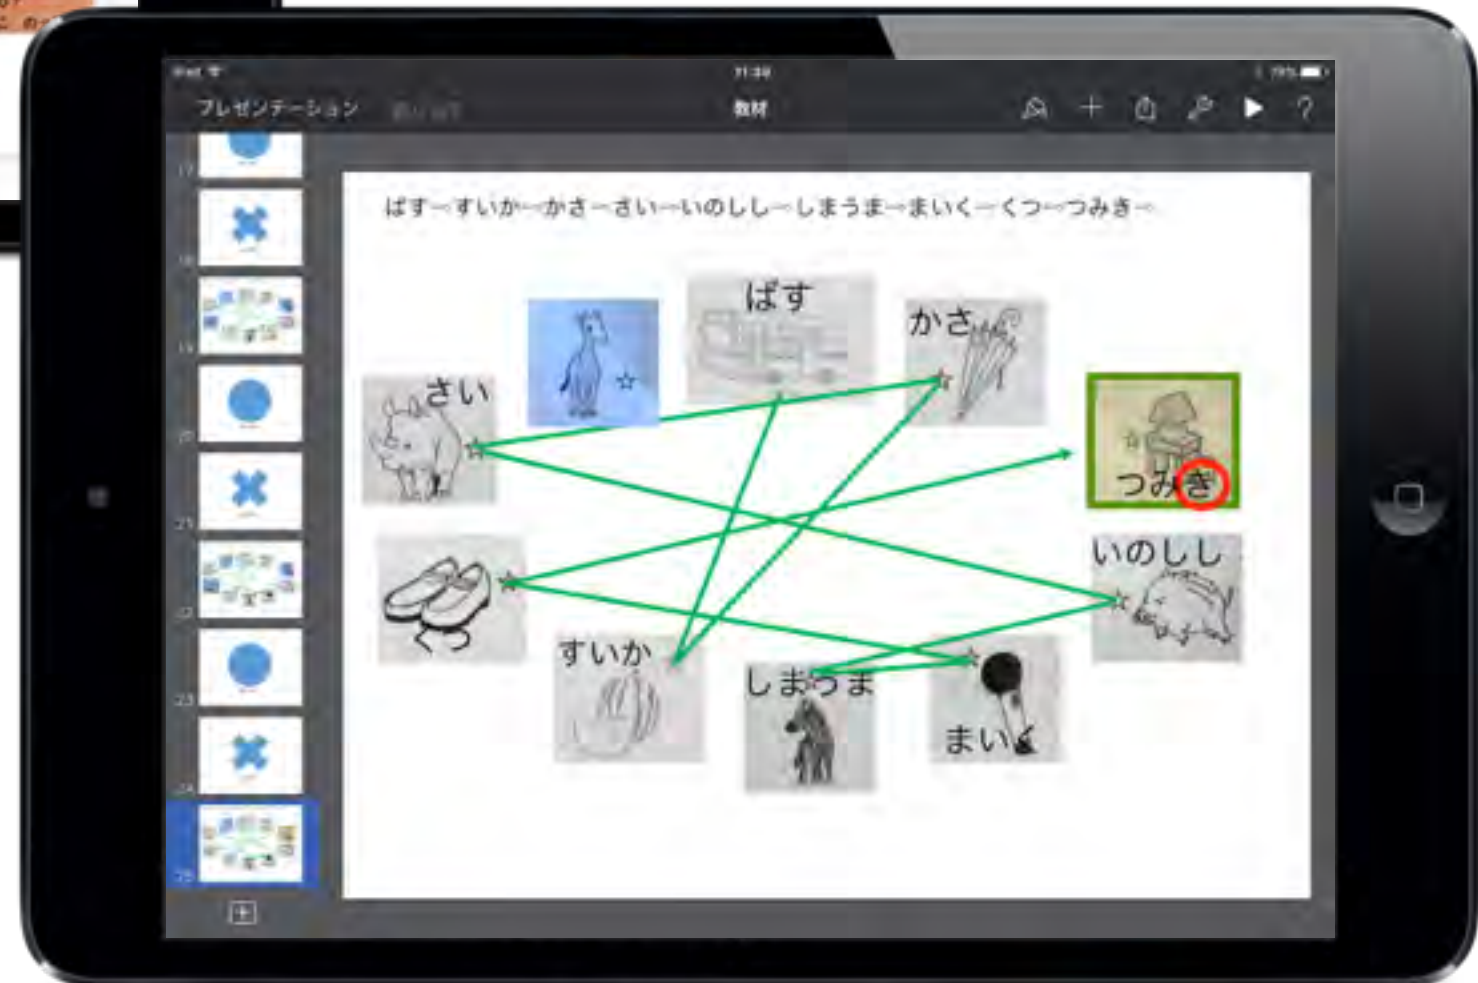 プレゼンテーション
教材
?
ばす→すいか→かさ→さい→いのしし→しまうま→まいく→くつ→つみき→
ばす
かさ
さい
つみき
いのしし
すいか
しまうま
まいく